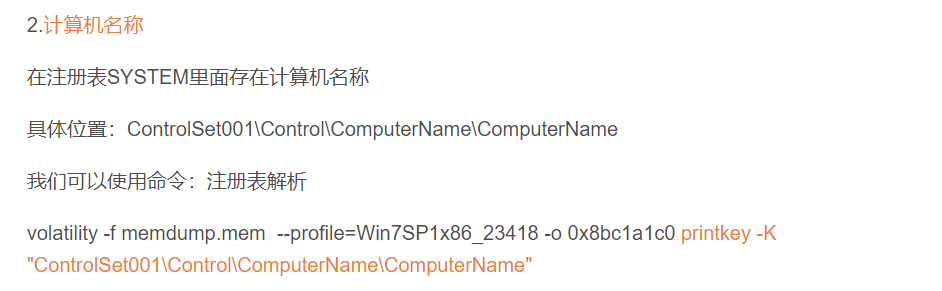 2.计算机名称
在注册表SYSTEM里面存在计算机名称
具体位置：ControlSet001\Control\ComputerName\ComputerName
我们可以使用命令：注册表解析
volatility -f memdump.mem  --profile=Win7SP1x86_23418 -o 0x8bc1a1c0 printkey -K
"ControlSet001\Control\ComputerName\ComputerName"